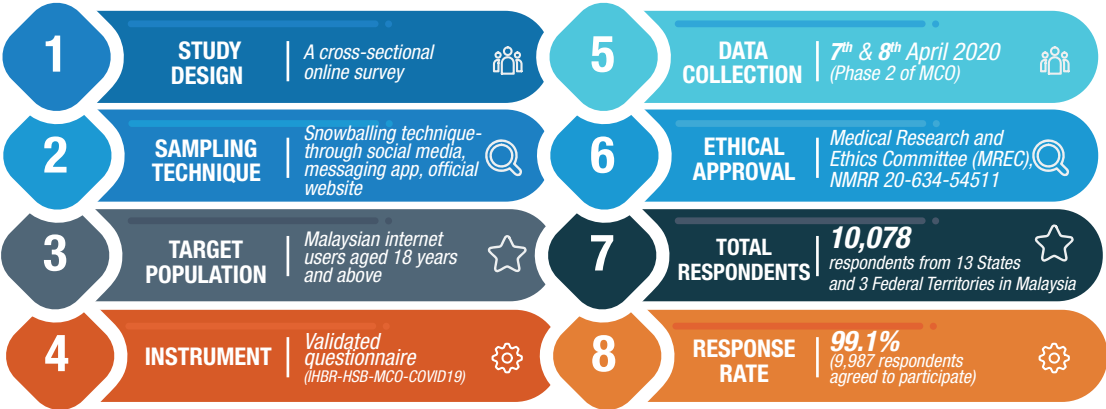 1
STUDY
DESIGN
A cross-sectional
online survey
2
SAMPLING
TECHNIQUE
Snowballing technique-
through social media,
messaging app, official
website
3
TARGET
POPULATION
Malaysian internet
users aged 18 years
and above
4
INSTRUMENT
Validated
questionnaire
(IHBR-HSB-MCO-COVID19)
5
DATA
COLLECTION
7th & 8th April 2020
(Phase 2 of MCO)
6
ETHICAL
APPROVAL
Medical Research and
Ethics Committee (MREC),
NMRR 20-634-54511
7
TOTAL
RESPONDENTS
10,078
respondents from 13 States
and 3 Federal Territories in Malaysia
8
RESPONSE
RATE
99.1%
(9,987 respondents
agreed to participate)